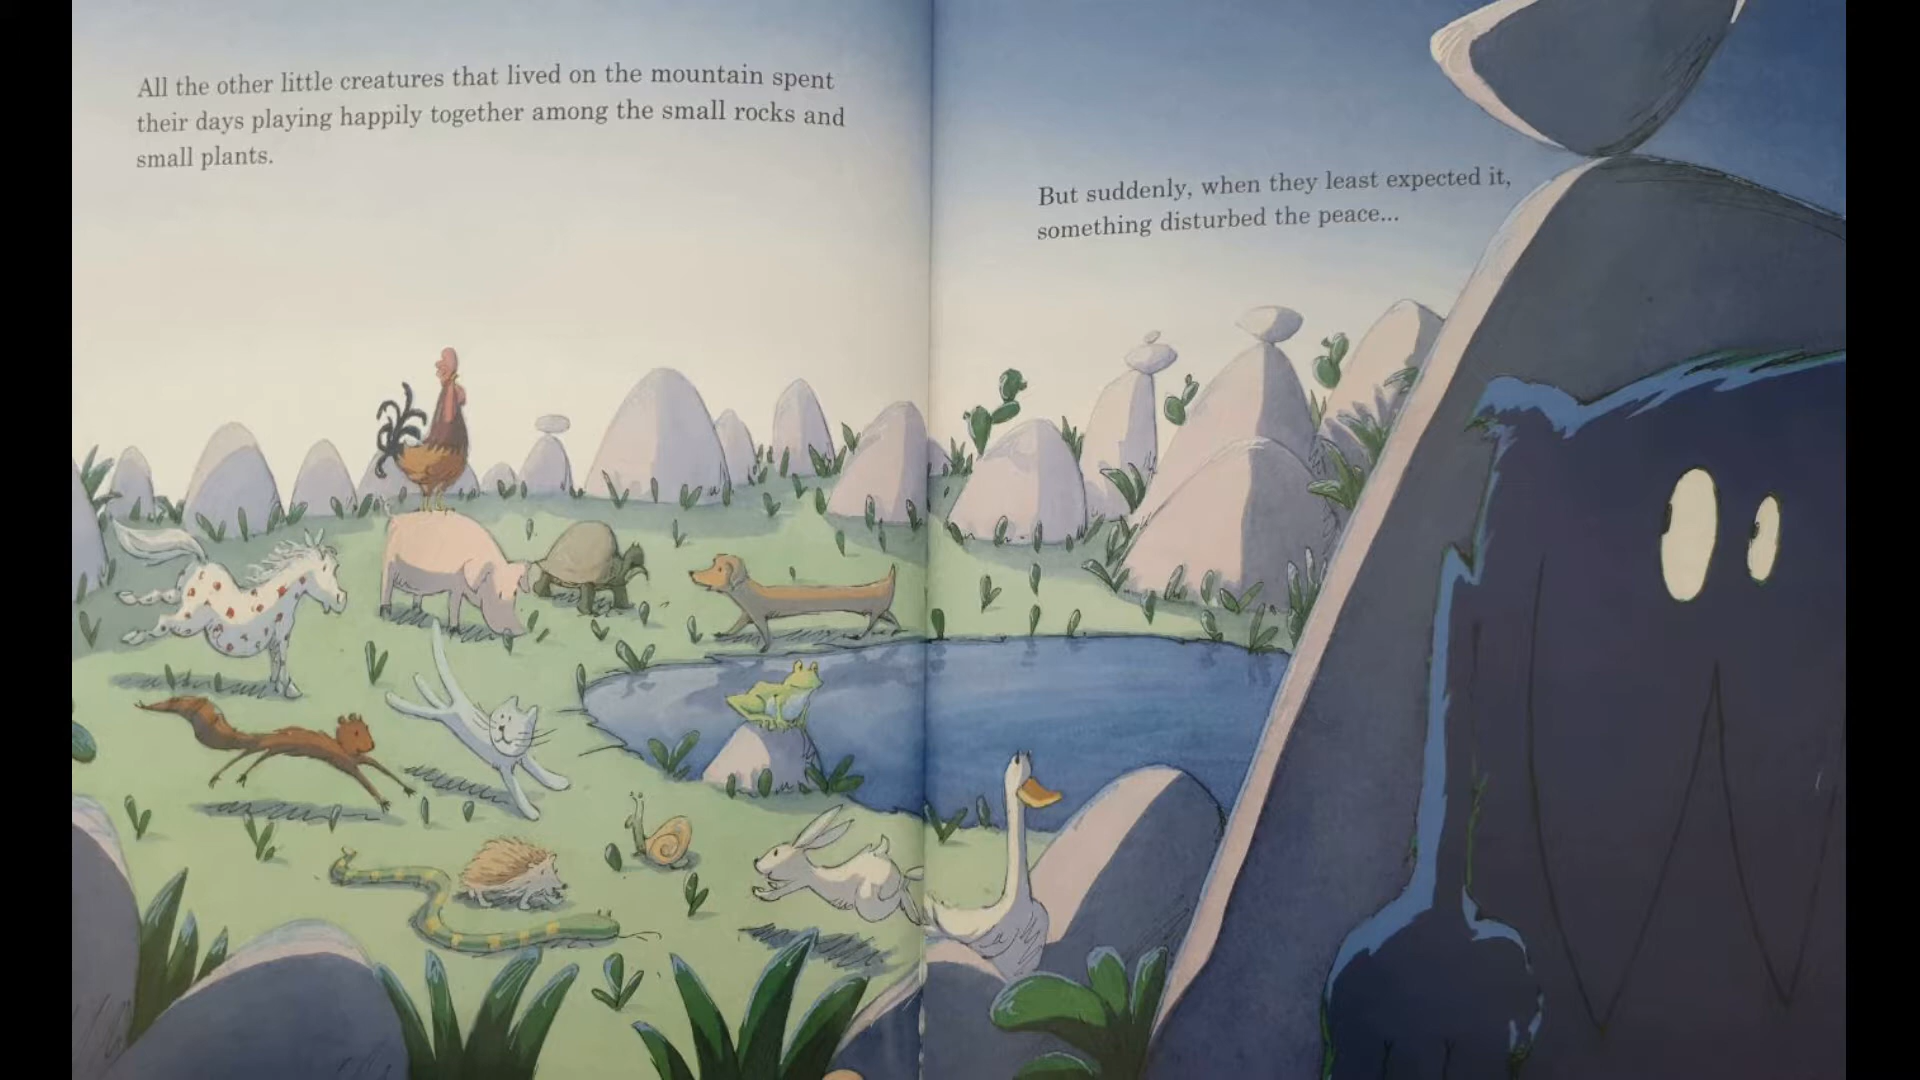 All the other little creatures that lived on the mountain spent
their days playing happily together among the small rocks and
small plants.
But suddenly, when they least expected it,
something disturbed the peace...